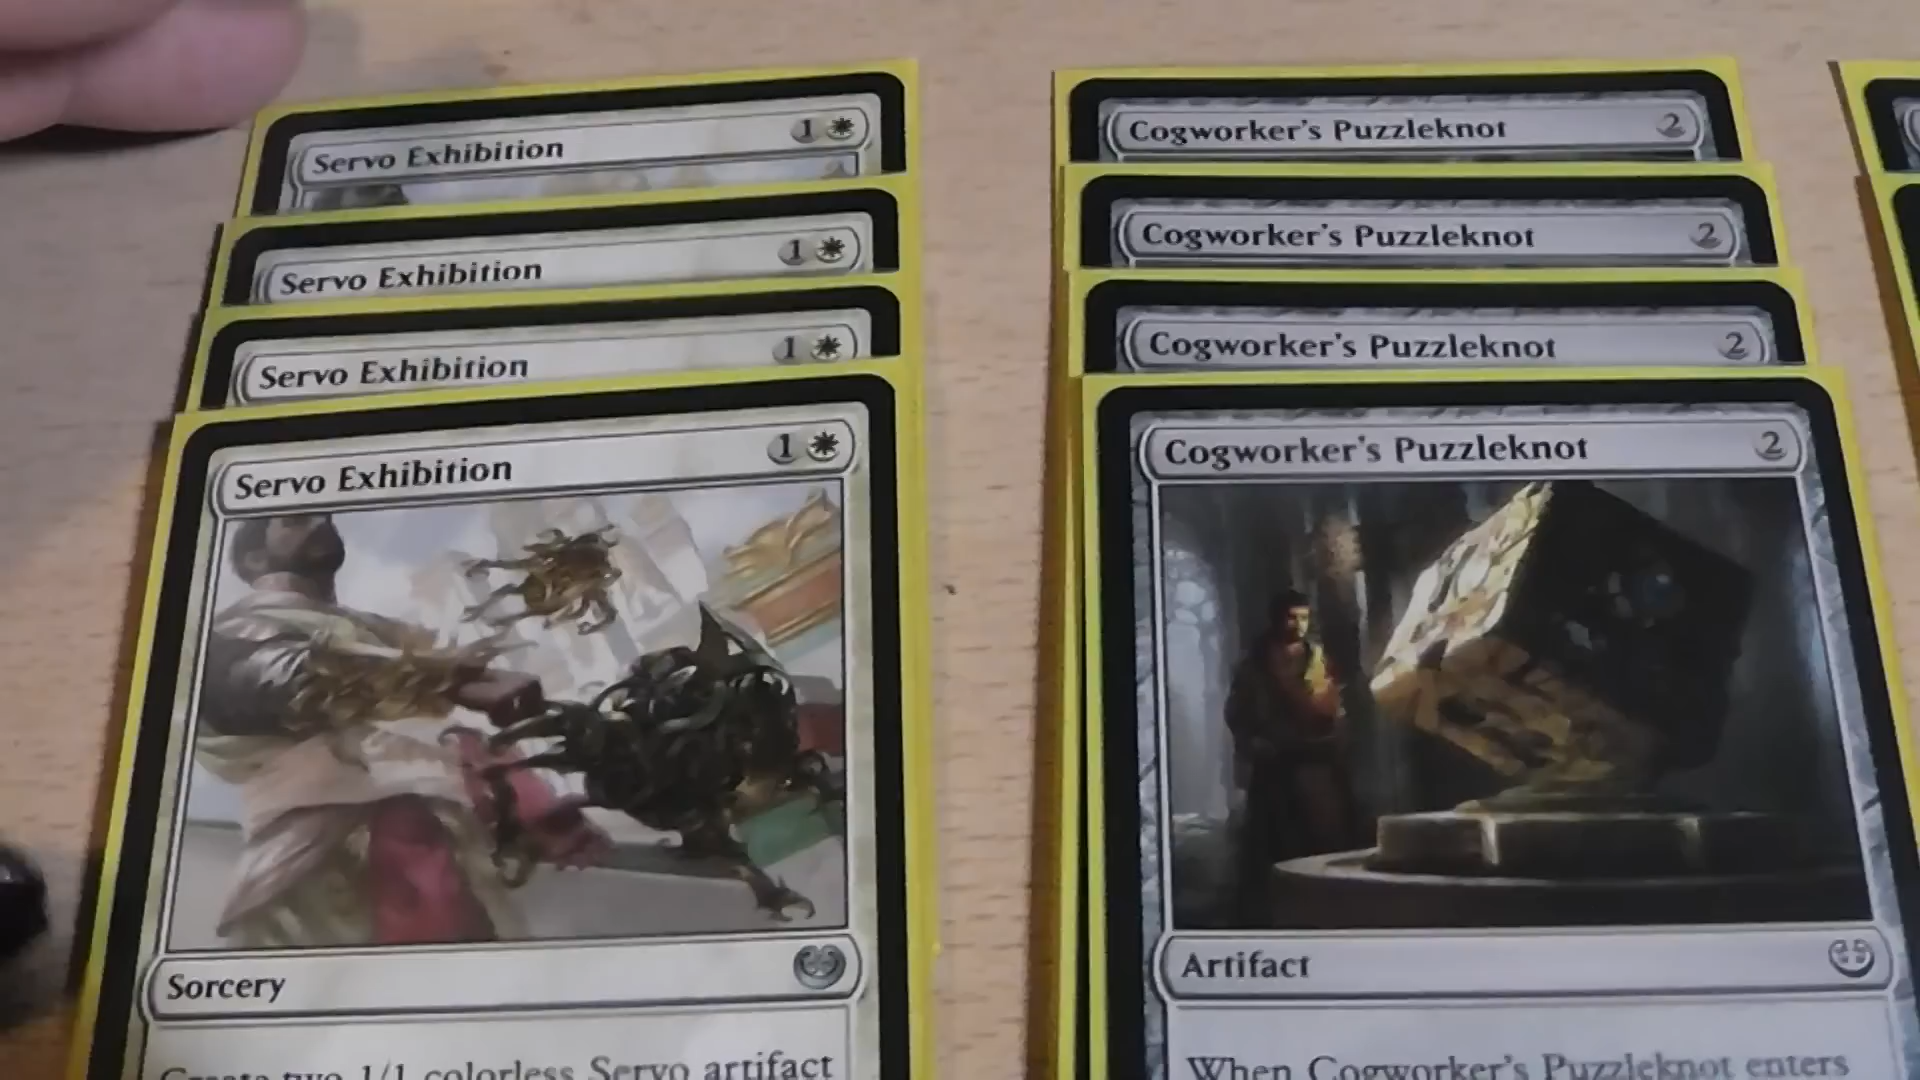 Servo Exhibition 1
Servo Exhibition 1
Servo Exhibition 1
Servo Exhibition 1
Sorcery
Create two 1/1 colorless Servo artifact
Cogworker's Puzzleknot 2
Cogworker's Puzzleknot 2
Cogworker's Puzzleknot 2
Cogworker's Puzzleknot 2
Artifact
When Cogworker's Puzzleknot enters